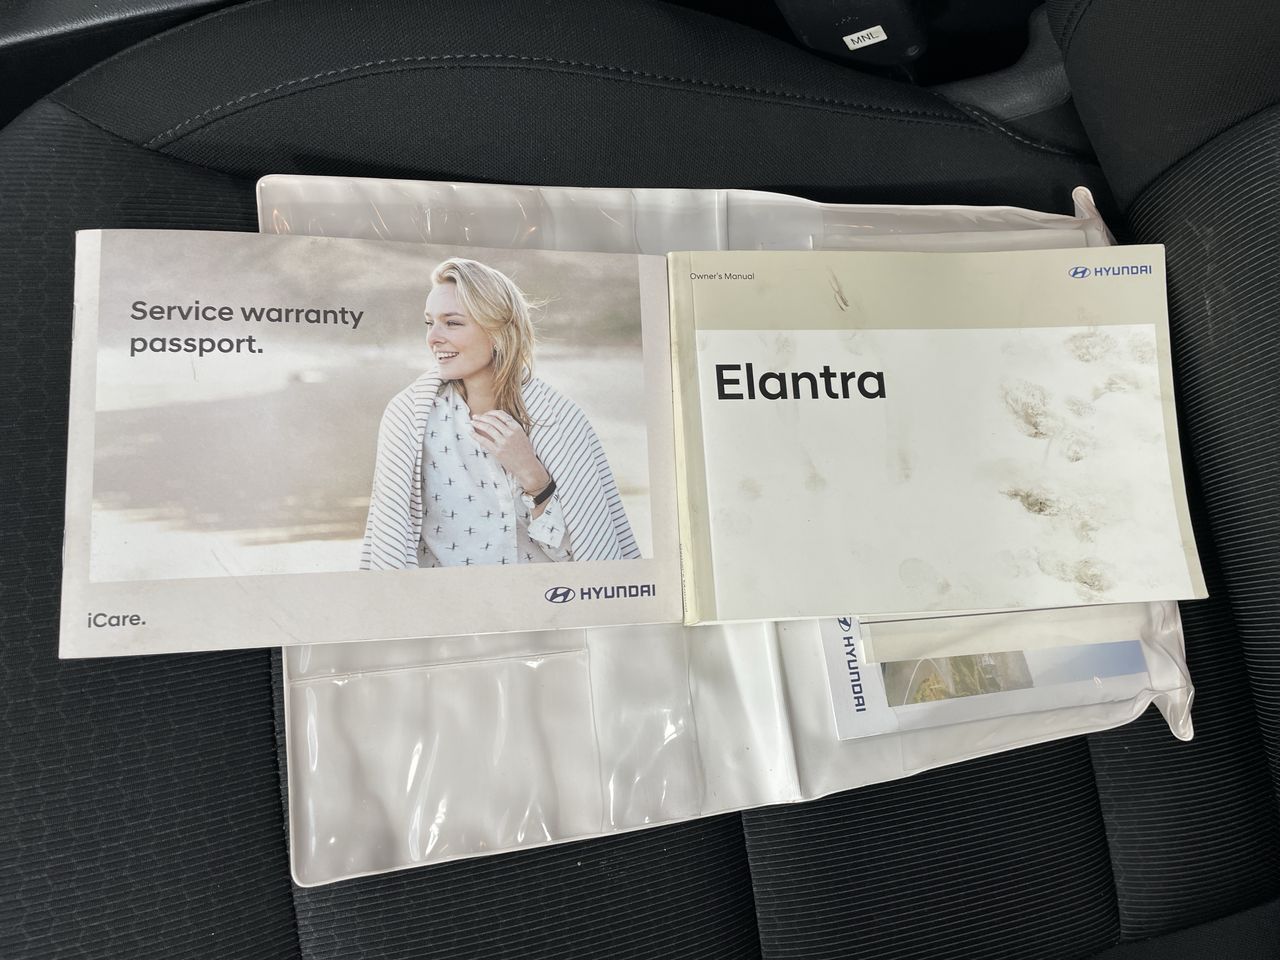 MNL
Service warranty
passport.
iCare.
HYUNDAI
Owner's Manual
HYUNDAI
Elantra
HYUNDAI